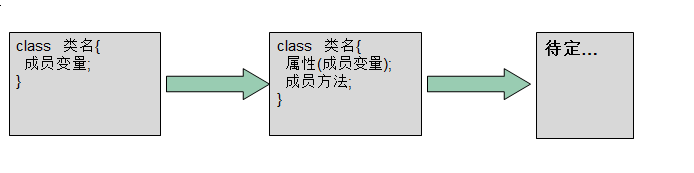 class 类名{
成员变量;
}
class 类名{
属性(成员变量);
成员方法;
}
待定...